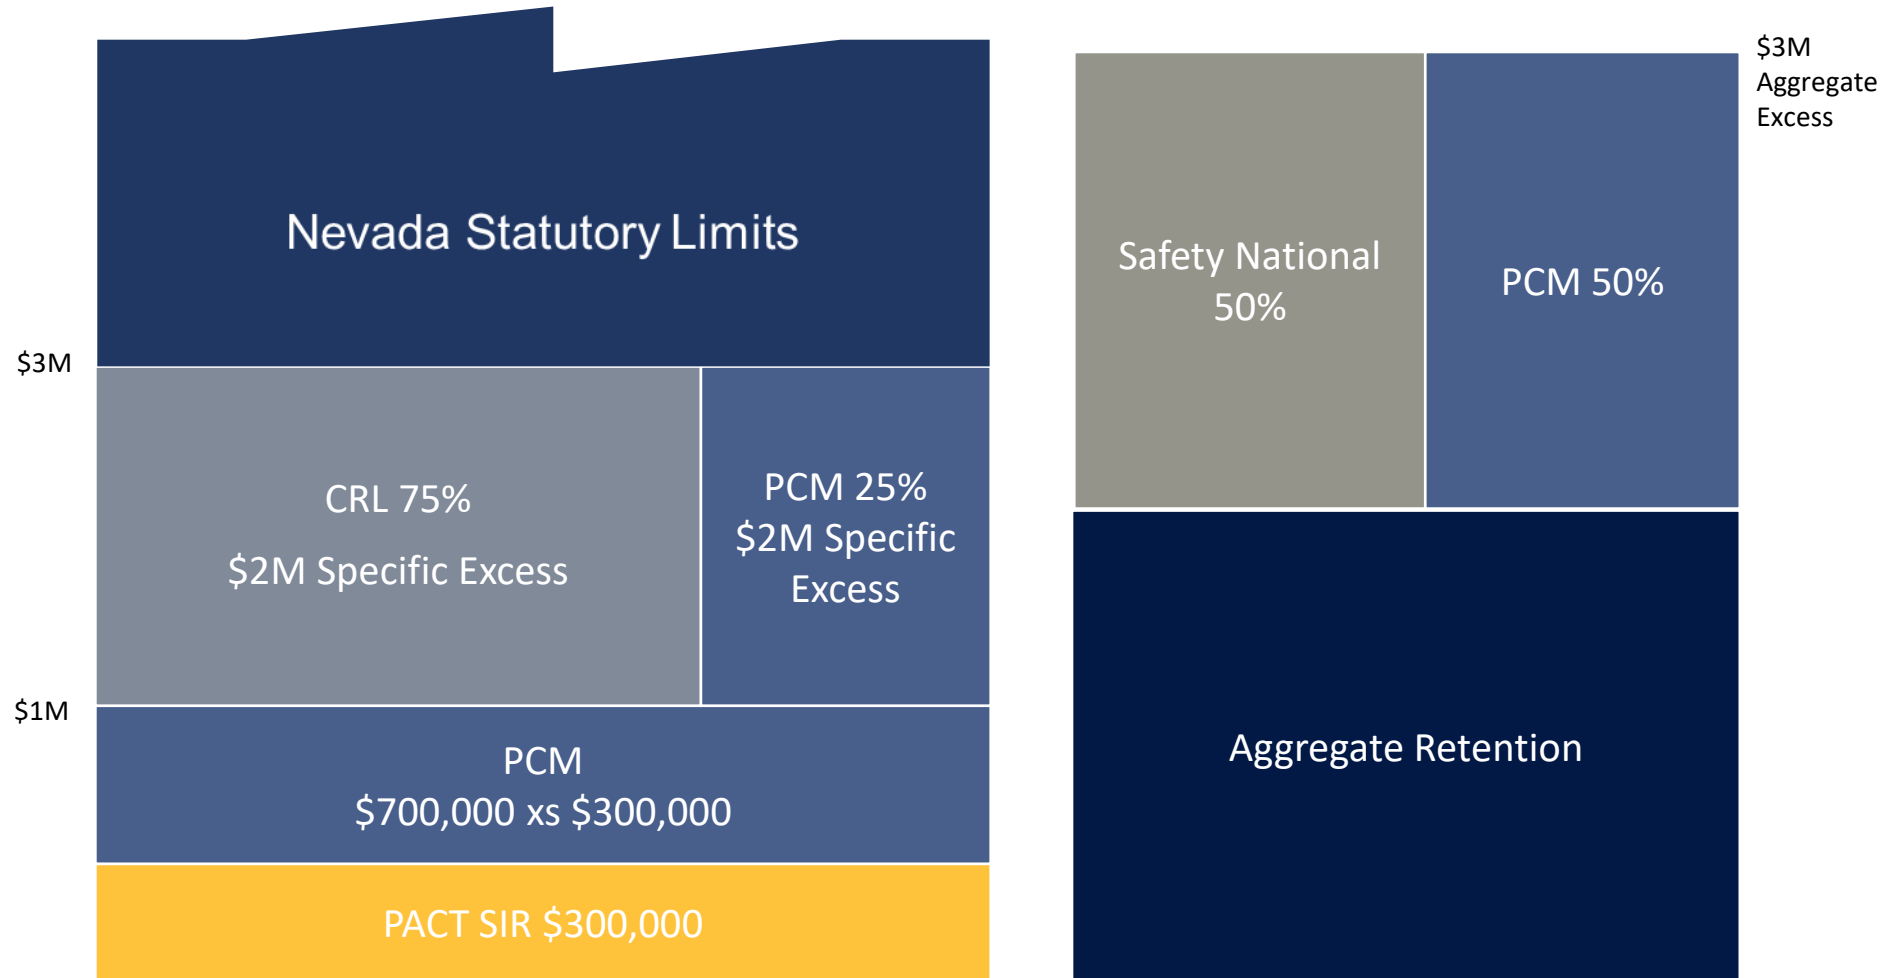 Nevada Statutory Limits
$3M
CRL 75%
$2M Specific Excess
PCM 25%
$2M Specific
Excess
$1M
PCM
$700,000 xs $300,000
PACT SIR $300,000
$3M
Aggregate
Excess
Safety National
50%
PCM 50%
Aggregate Retention